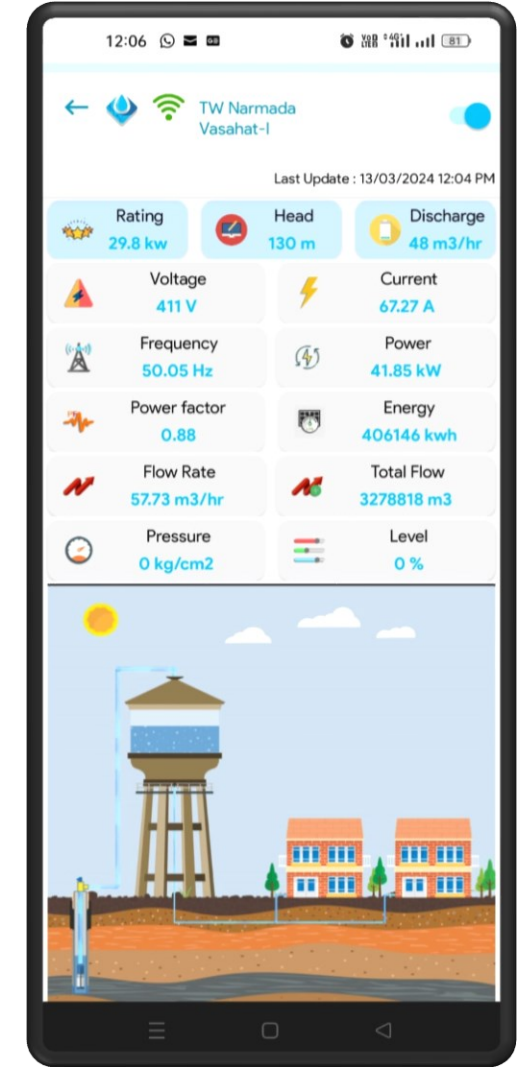 12:06
81
TW Narmada
Vasahat-I
Last Update : 13/03/2024 12:04 PM
Rating
29.8 kw
Head
130 m
Discharge
48 m3/hr
Voltage
411 V
Current
67.27 A
Frequency
50.05 Hz
Power
41.85 kW
Power factor
0.88
Energy
406146 kwh
Flow Rate
57.73 m3/hr
Total Flow
3278818 m3
Pressure
0 kg/cm2
Level
0 %